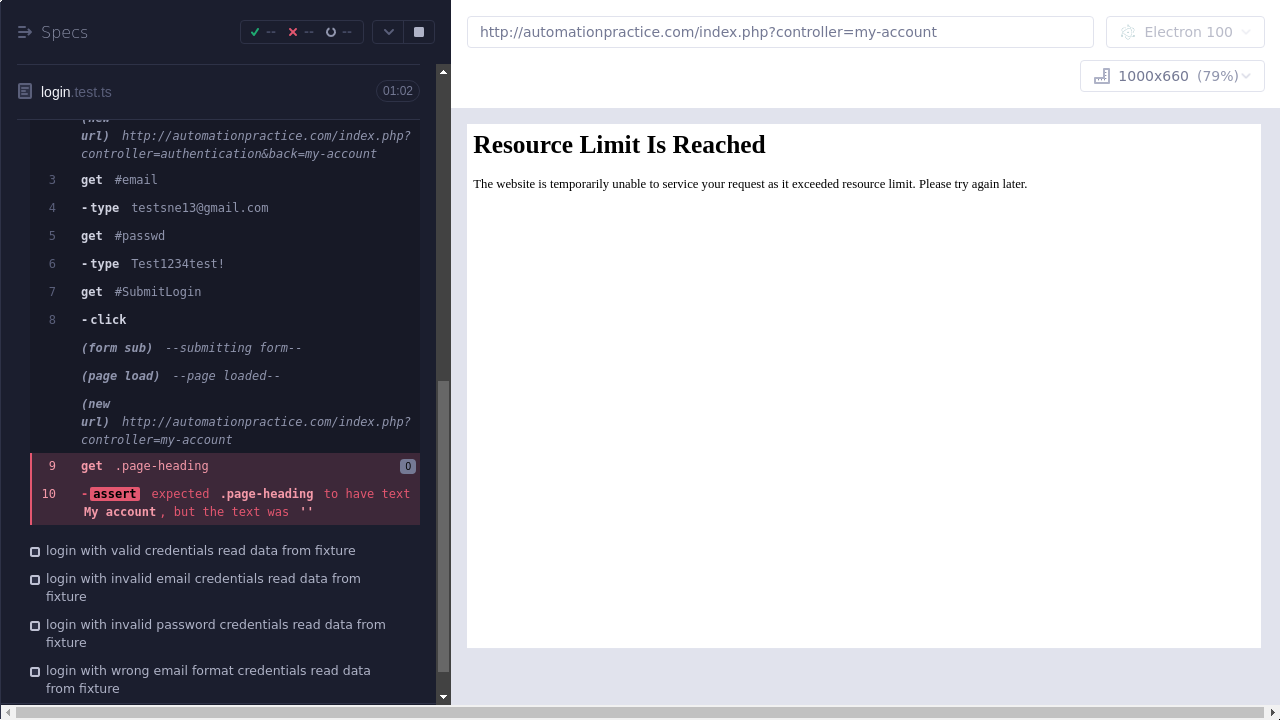 Specs
--
--
--
login.test.ts
01:02
(new
url) http://automationpractice.com/index.php?
controller=authentication&back=my-account
3 get #email
4 -type testsne13@gmail.com
5 get #passwd
6 -type Test1234test!
7 get #SubmitLogin
8 -click
(form sub) --submitting form--
(page load) --page loaded--
(new
url) http://automationpractice.com/index.php?
controller=my-account
9 get .page-heading 0
10 -assert expected .page-heading to have text
My account, but the text was ''
login with valid credentials read data from fixture
login with invalid email credentials read data from
fixture
login with invalid password credentials read data from
fixture
login with wrong email format credentials read data
from fixture
http://automationpractice.com/index.php?controller=my-account
Electron 100
1000x660 (79%)
Resource Limit Is Reached
The website is temporarily unable to service your request as it exceeded resource limit. Please try again later.